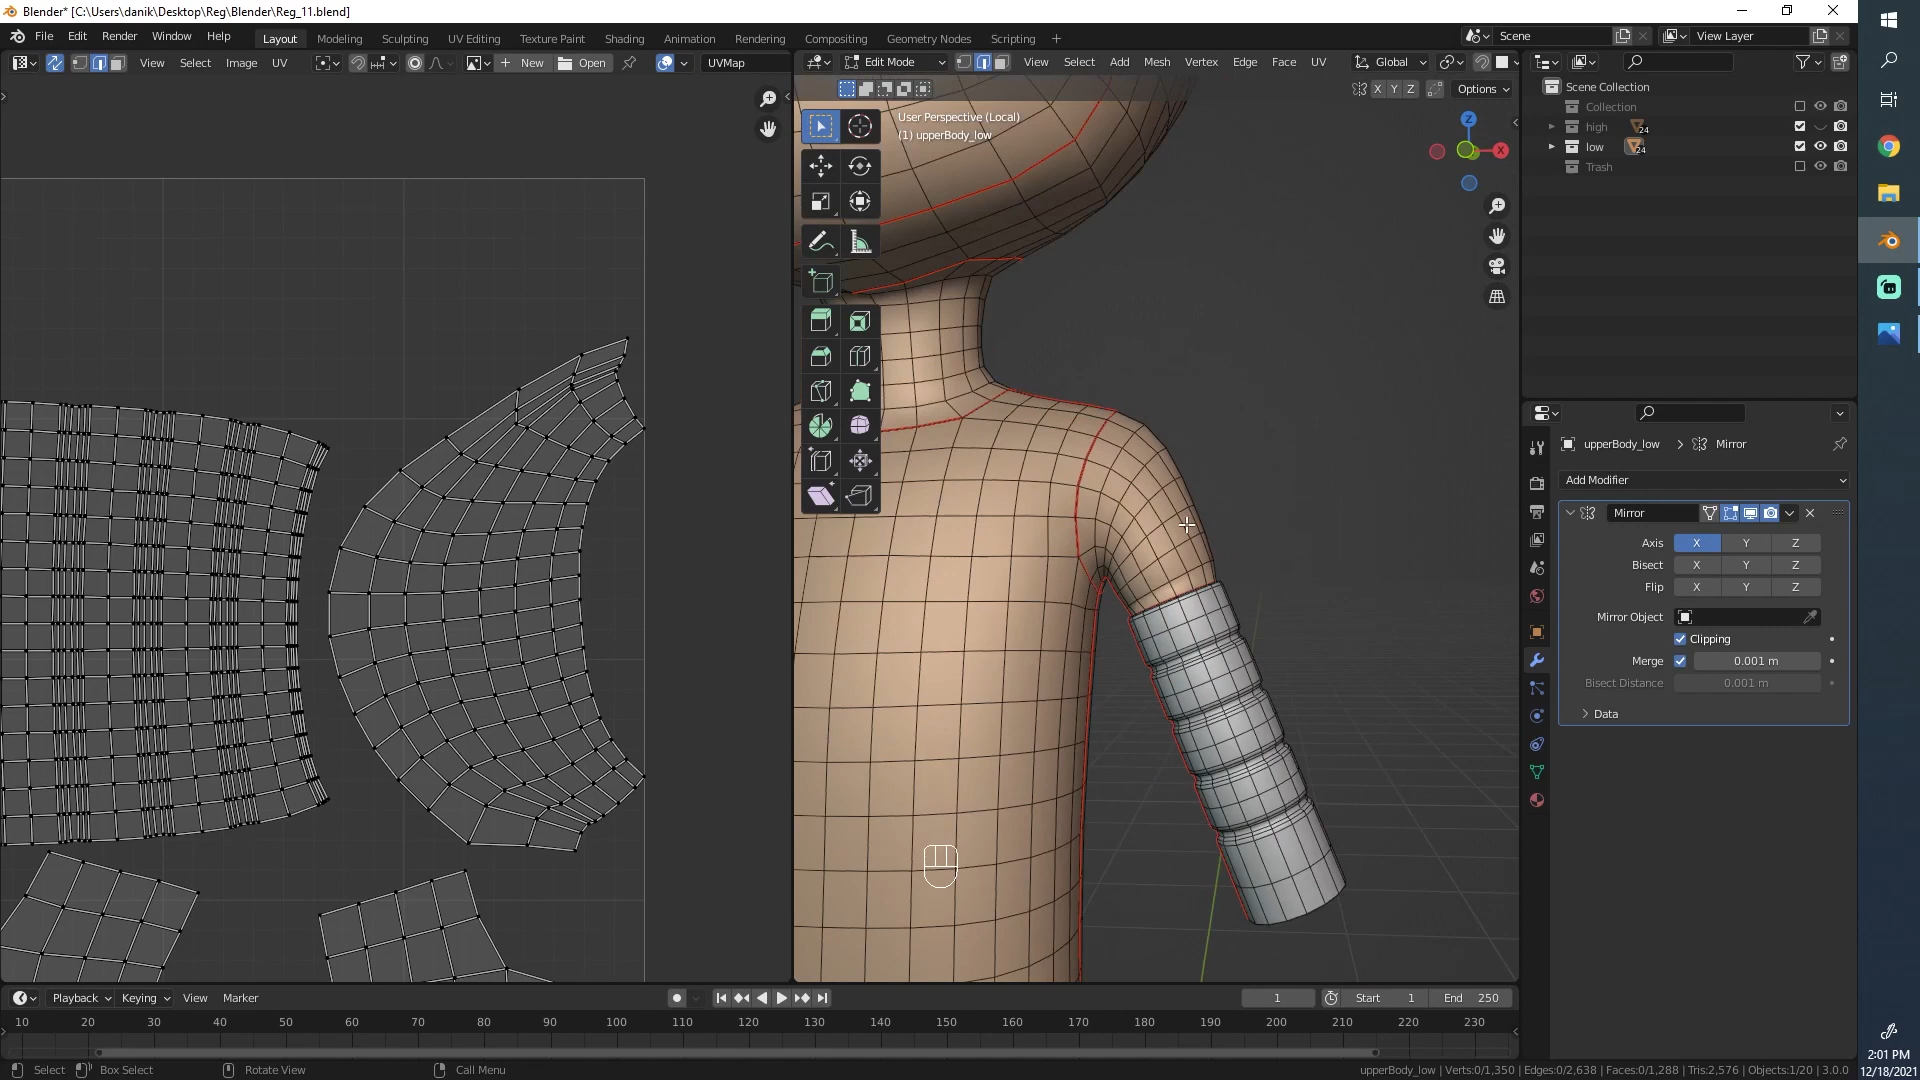 Blender* [C:\Users\danik\Desktop\Reg\Blender\Reg_11.blend]
File Edit Render Window Help
Layout Modeling Sculpting UV Editing Texture Paint Shading Animation Rendering Compositing Geometry Nodes Scripting +
Scene
View Layer
View Select Image UV
New
Open
UVMap
Edit Mode
View Select Add Mesh Vertex Edge Face UV
Global
X Y Z
Options
User Perspective (Local)
(1) upperBody_low
Z
X
Scene Collection
Collection
high
24
low
24
Trash
upperBody_low
Mirror
Add Modifier
Mirror
Axis X Y Z
Bisect X Y Z
Flip X Y Z
Mirror Object
Clipping
Merge 0.001 m
Bisect Distance 0.001 m
Data
Playback Keying View Marker
1
Start 1
End 250
10 20 30 40 50 60 70 80 90 100 110 120 130 140 150 160 170 180 190 200 210 220 230
Select
Box Select
Rotate View
Call Menu
upperBody_low | Verts:0/1,350 | Edges:0/2,638 | Faces:0/1,288 | Tris:2,576 | Objects:1/20 | 3.0.0
2:01 PM
12/18/2021